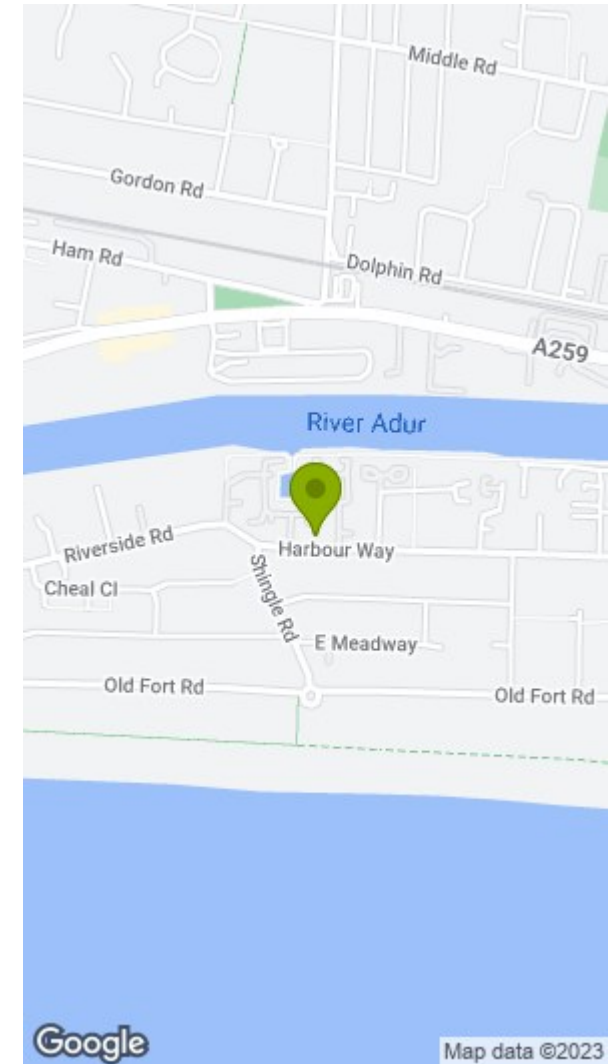 Middle Rd
Gordon Rd
Ham Rd
Dolphin Rd
A259
River Adur
Riverside Rd
Harbour Way
Cheal Cl
Shingle Rd
E Meadway
Old Fort Rd
Old Fort Rd
Google
Map data ©2023